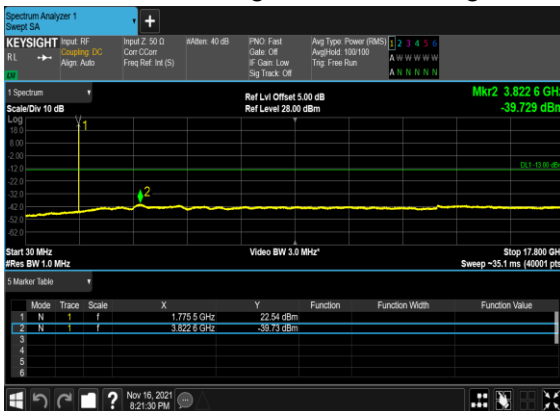 Spectrum Analyzer 1
Swept SA
+
KEYSIGHT Input: RF Input Z: 50 Ω #Atten: 40 dB PNO: Fast Avg Type: Power (RMS) 1 2 3 4 5 6
RL Coupling: DC Corr CCorr Gate: Off Avg|Hold: 100/100 A W W W W W
Align: Auto Freq Ref: Int (S) IF Gain: Low Trig: Free Run
LV Sig Track: Off A N N N N N
1 Spectrum Ref Lvl Offset 5.00 dB Mkr2 3.822 6 GHz
Scale/Div 10 dB Ref Level 28.00 dBm -39.729 dBm
Log
18.0
1
8.00
-2.00
-12.0
DL1 -13.00 dBm
-22.0
-32.0
2
-42.0
-52.0
-62.0
Start 30 MHz Video BW 3.0 MHz* Stop 17.800 GHz
#Res BW 1.0 MHz Sweep ~35.1 ms (40001 pts)
5 Marker Table
Mode Trace Scale X Y Function Function Width Function Value
1 N 1 f 1.775 5 GHz 22.54 dBm
2 N 1 f 3.822 6 GHz -39.73 dBm
3
4
5
6
? Nov 16, 2021
8:21:30 PM